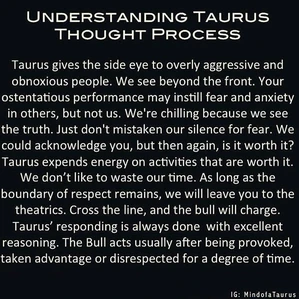 UNDERSTANDING TAURUS
THOUGHT PROCESS
Taurus gives the side eye to overly aggressive and
obnoxious people. We see beyond the front. Your
ostentatious performance may instill fear and anxiety
in others, but not us. We're chilling because we see
the truth. Just don't mistaken our silence for fear. We
could acknowledge you, but then again, is it worth it?
Taurus expends energy on activities that are worth it.
We don't like to waste our time. As long as the
boundary of respect remains, we will leave you to the
theatrics. Cross the line, and the bull will charge.
Taurus' responding is always done with excellent
reasoning. The Bull acts usually after being provoked,
taken advantage or disrespected for a degree of time.
IG: MindofaTaurus